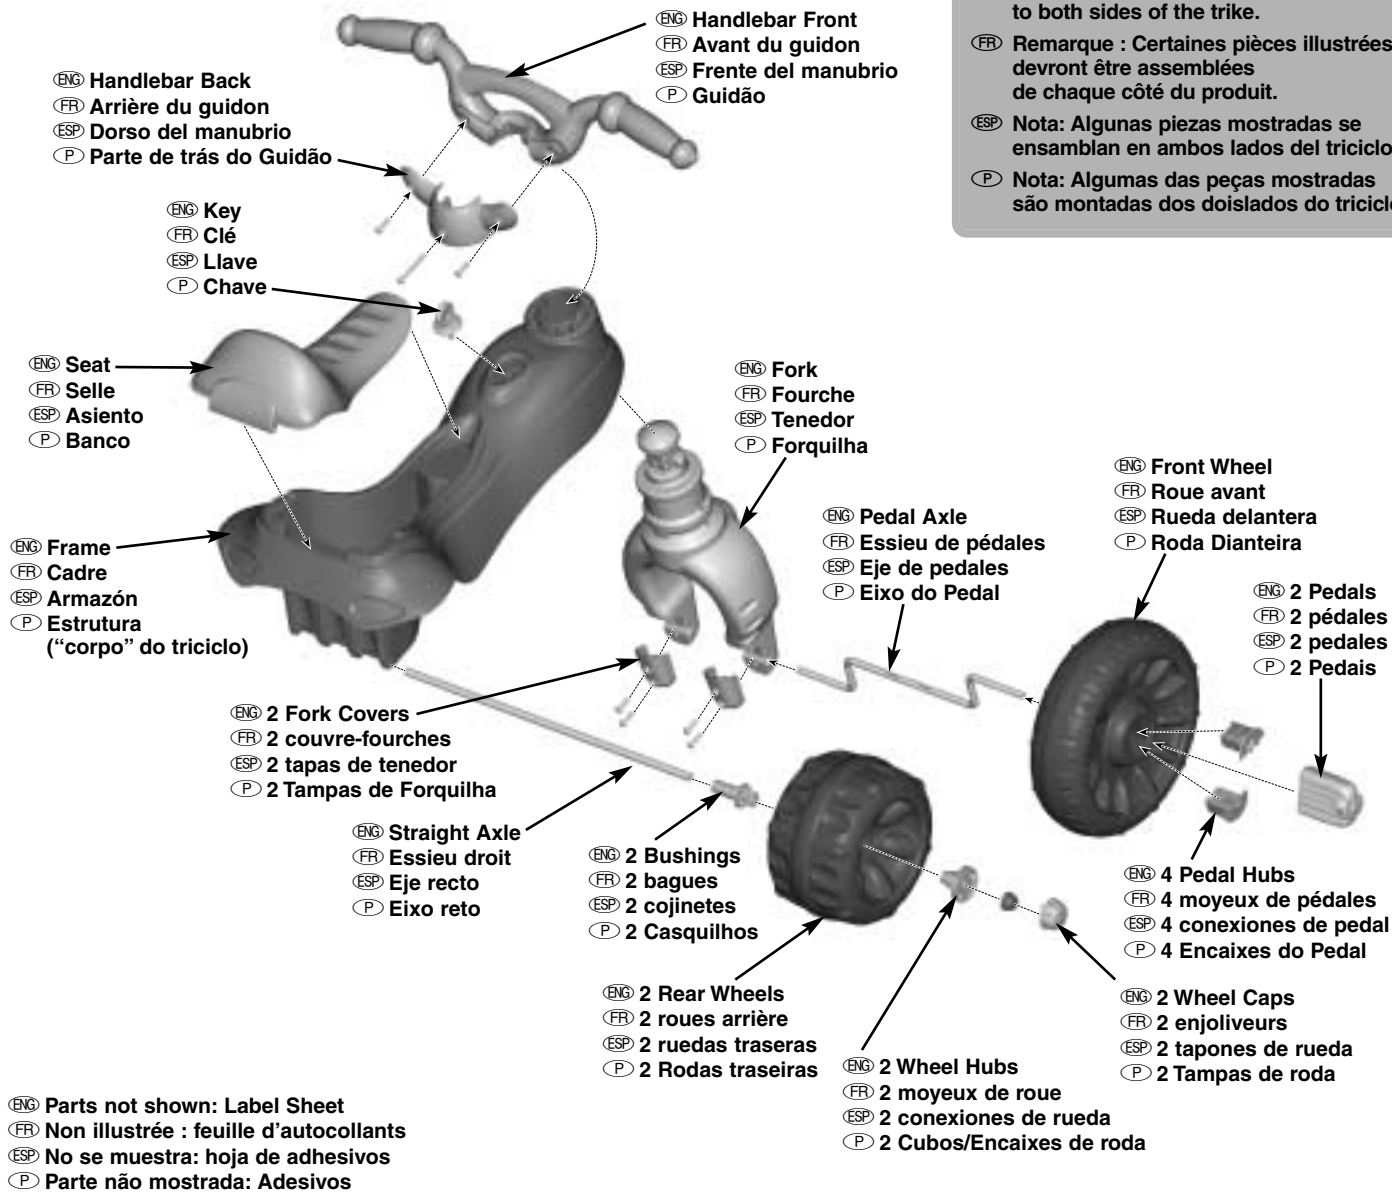 ENG Handlebar Front
FR Avant du guidon
ESP Frente del manubrio
P Guidão
to both sides of the trike.
FR Remarque : Certaines pièces illustrées
devront être assemblées
de chaque côté du produit.
ESP Nota: Algunas piezas mostradas se
ensamblan en ambos lados del triciclo
P Nota: Algumas das peças mostradas
são montadas dos doislados do triciclo
ENG Handlebar Back
FR Arrière du guidon
ESP Dorso del manubrio
P Parte de trás do Guidão
ENG Key
FR Clé
ESP Llave
P Chave
ENG Seat
FR Selle
ESP Asiento
P Banco
ENG Fork
FR Fourche
ESP Tenedor
P Forquilha
ENG Front Wheel
FR Roue avant
ESP Rueda delantera
P Roda Dianteira
ENG Pedal Axle
FR Essieu de pédales
ESP Eje de pedales
P Eixo do Pedal
ENG Frame
FR Cadre
ESP Armazón
P Estrutura
(“corpo” do triciclo)
ENG 2 Pedals
FR 2 pédales
ESP 2 pedales
P 2 Pedais
ENG 2 Fork Covers
FR 2 couvre-fourches
ESP 2 tapas de tenedor
P 2 Tampas de Forquilha
ENG Straight Axle
FR Essieu droit
ESP Eje recto
P Eixo reto
ENG 2 Bushings
FR 2 bagues
ESP 2 cojinetes
P 2 Casquilhos
ENG 4 Pedal Hubs
FR 4 moyeux de pédales
ESP 4 conexiones de pedal
P 4 Encaixes do Pedal
ENG 2 Rear Wheels
FR 2 roues arrière
ESP 2 ruedas traseras
P 2 Rodas traseiras
ENG 2 Wheel Caps
FR 2 enjoliveurs
ESP 2 tapones de rueda
P 2 Tampas de roda
ENG 2 Wheel Hubs
FR 2 moyeux de roue
ESP 2 conexiones de rueda
P 2 Cubos/Encaixes de roda
ENG Parts not shown: Label Sheet
FR Non illustrée : feuille d’autocollants
ESP No se muestra: hoja de adhesivos
P Parte não mostrada: Adesivos